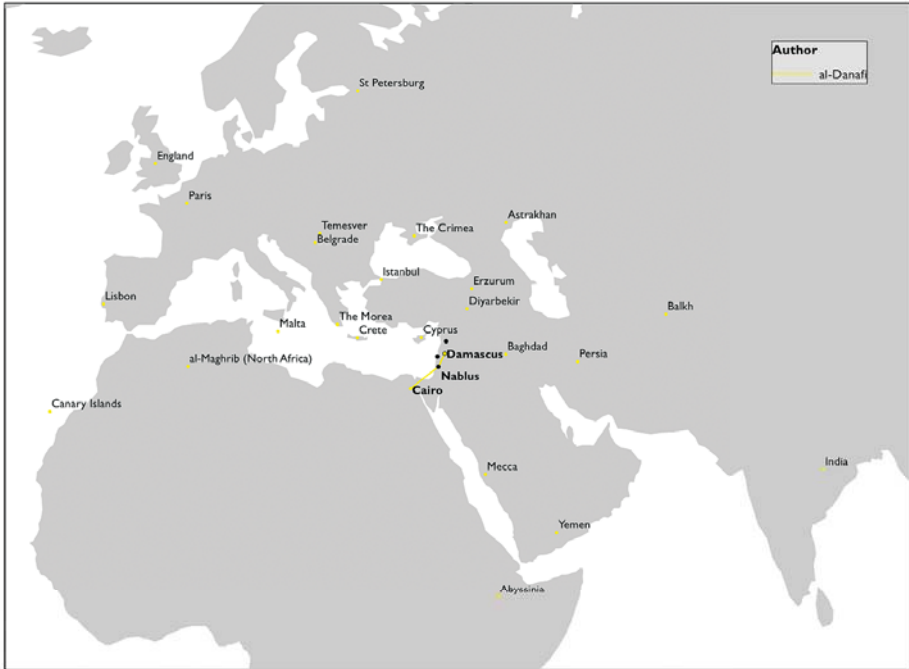 Author
al-Danafi
St Petersburg
England
Paris
Astrakhan
Temesver
The Crimea
Belgrade
Istanbul
Erzurum
Lisbon
Diyarbekir
Balkh
Malta
The Morea
Crete
Cyprus
al-Maghrib (North Africa)
Damascus
Baghdad
Persia
Nablus
Cairo
Canary Islands
Mecca
India
Yemen
Abyssinia